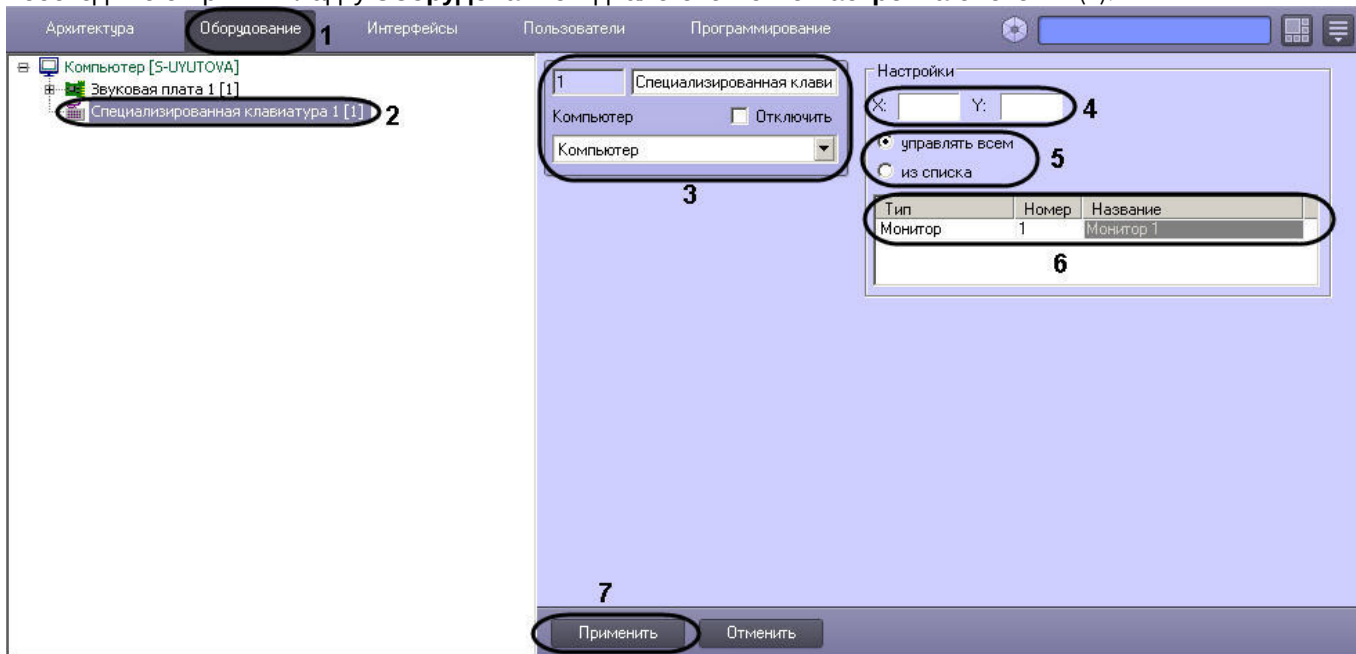 Архитектура Оборудование 1 Интерфейсы Пользователи Программирование
Компьютер [S-UYUTOVA]
Звуковая плата 1 [1]
Специализированная клавиатура 1 [1] 2
1 Специализированная клави
Компьютер Отключить
Компьютер
3
Настройки
X: Y: 4
управлять всем
из списка
5
Тип Номер Название
Монитор 1 Монитор 1
6
7
Применить Отменить